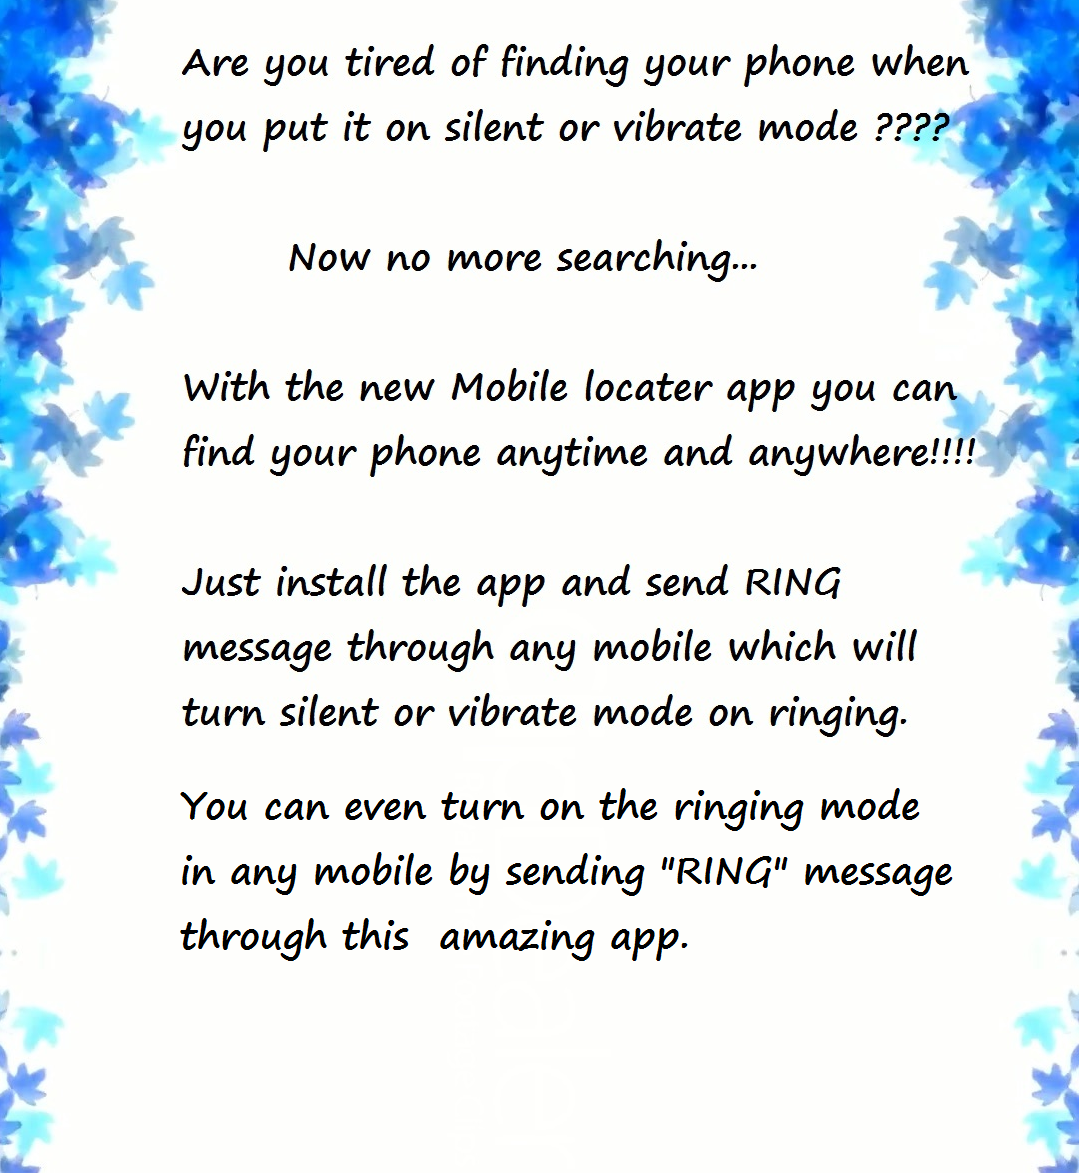 Are you tired of finding your phone when
you put it on silent or vibrate mode ????
Now no more searching...
With the new Mobile locater app you can
find your phone anytime and anywhere!!!!
Just install the app and send RING
message through any mobile which will
turn silent or vibrate mode on ringing.
You can even turn on the ringing mode
in any mobile by sending "RING" message
through this amazing app.